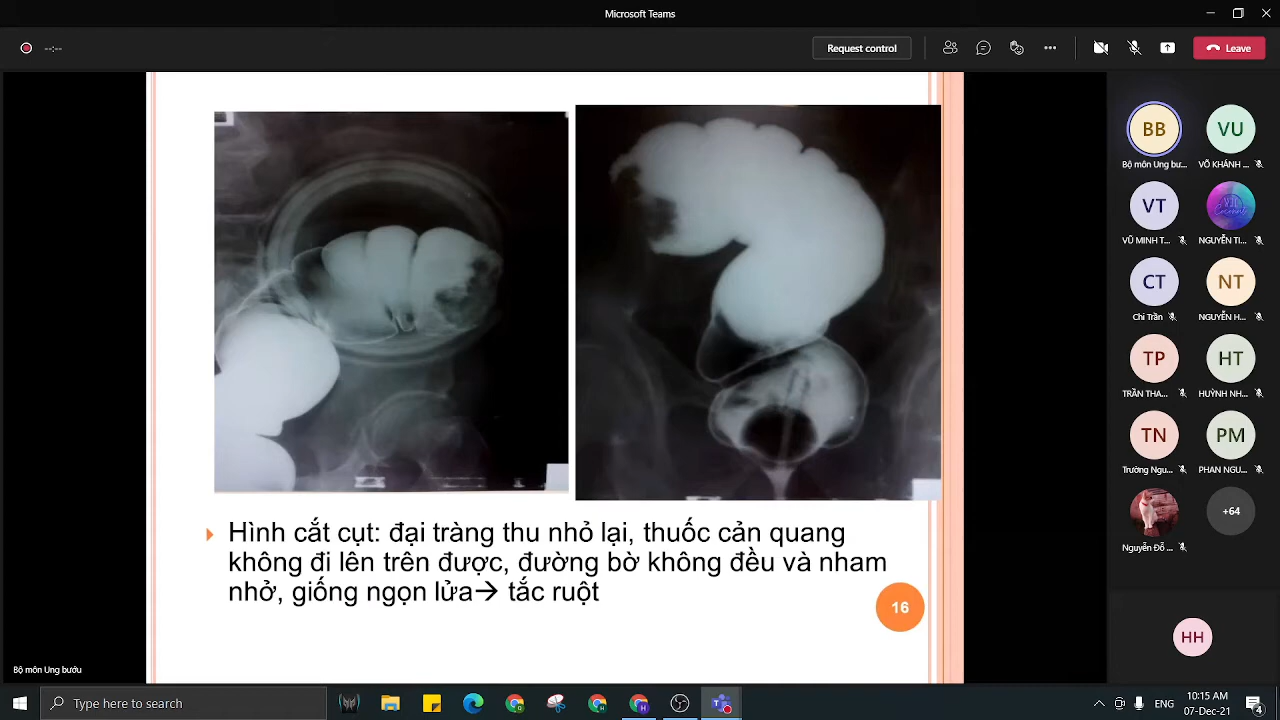 Microsoft Teams
--:--
Request control
Leave
BB
VU
Bộ môn Ung bư...
VÕ KHÁNH ...
VT
VŨ MINH T...
NGUYỄN TI...
CT
NT
Chí Trần
NGUYỄN H...
TP
HT
TRẦN THA...
HUỲNH NH...
TN
PM
Trương Ngu...
PHAN NGU...
+64
Nguyễn Đỗ ...
HH
Hình cắt cụt: đại tràng thu nhỏ lại, thuốc cản quang
không đi lên trên được, đường bờ không đều và nham
nhở, giống ngọn lửa→ tắc ruột
16
Bộ môn Ung bướu
Type here to search
ENG
10:15 AM
07-Dec-21